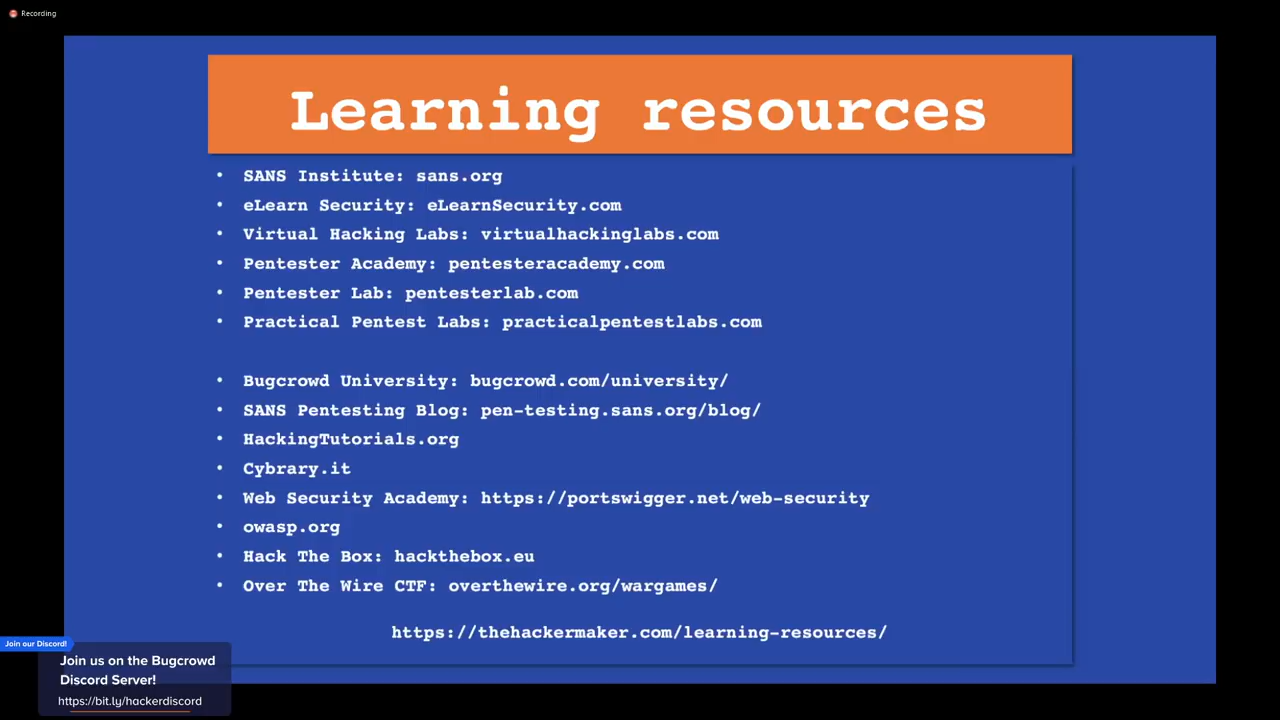 Recording
Learning resources
• SANS Institute: sans.org
• eLearn Security: eLearnSecurity.com
• Virtual Hacking Labs: virtualhackinglabs.com
• Pentester Academy: pentesteracademy.com
• Pentester Lab: pentesterlab.com
• Practical Pentest Labs: practicalpentestlabs.com
• Bugcrowd University: bugcrowd.com/university/
• SANS Pentesting Blog: pen-testing.sans.org/blog/
• HackingTutorials.org
• Cybrary.it
• Web Security Academy: https://portswigger.net/web-security
• owasp.org
• Hack The Box: hackthebox.eu
• Over The Wire CTF: overthewire.org/wargames/
https://thehackermaker.com/learning-resources/
Join our Discord!
Join us on the Bugcrowd
Discord Server!
https://bit.ly/hackerdiscord